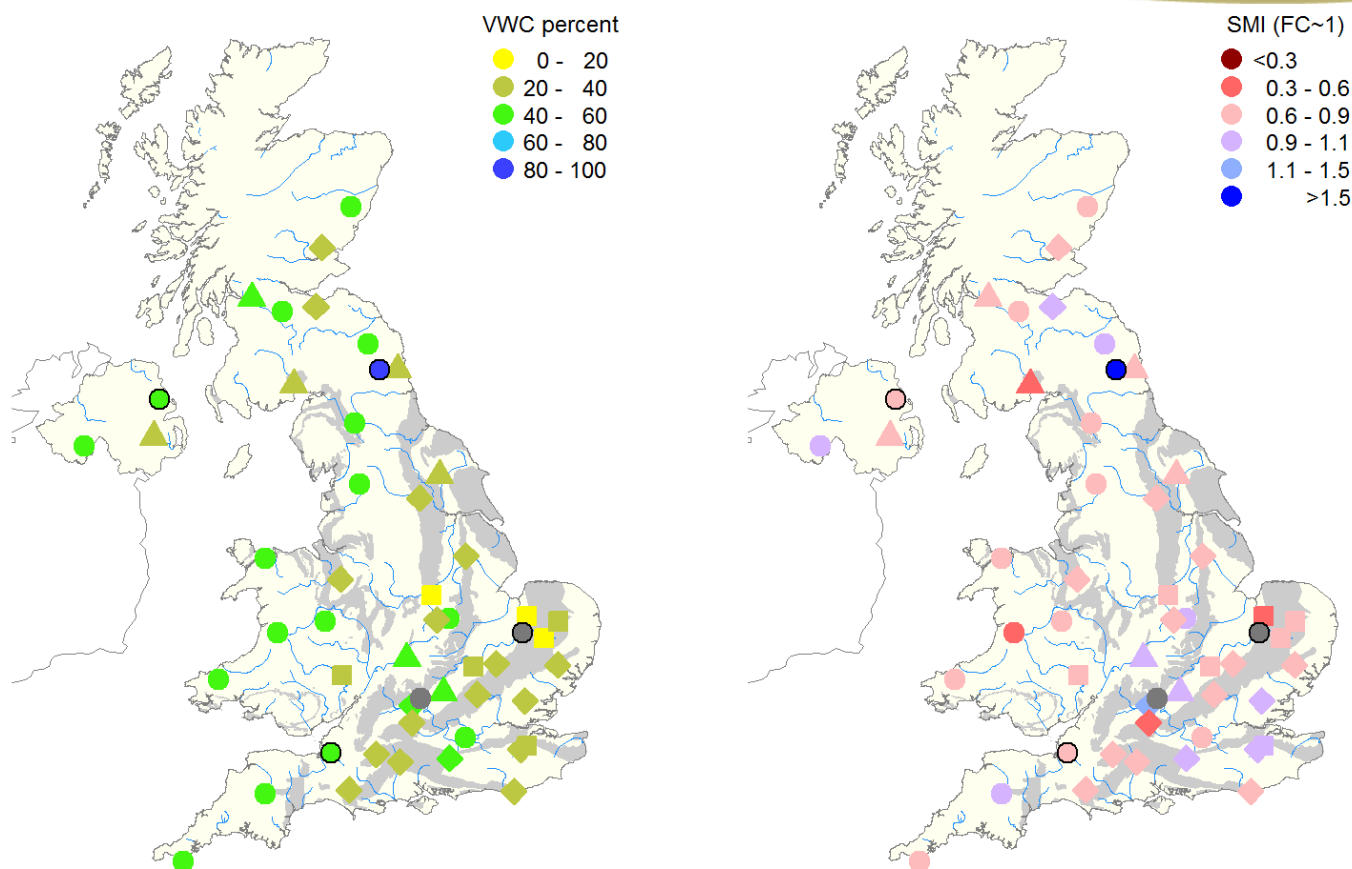 VWC percent
0 - 20
20 - 40
40 - 60
60 - 80
80 - 100
SMI (FC~1)
<0.3
0.3 - 0.6
0.6 - 0.9
0.9 - 1.1
1.1 - 1.5
>1.5